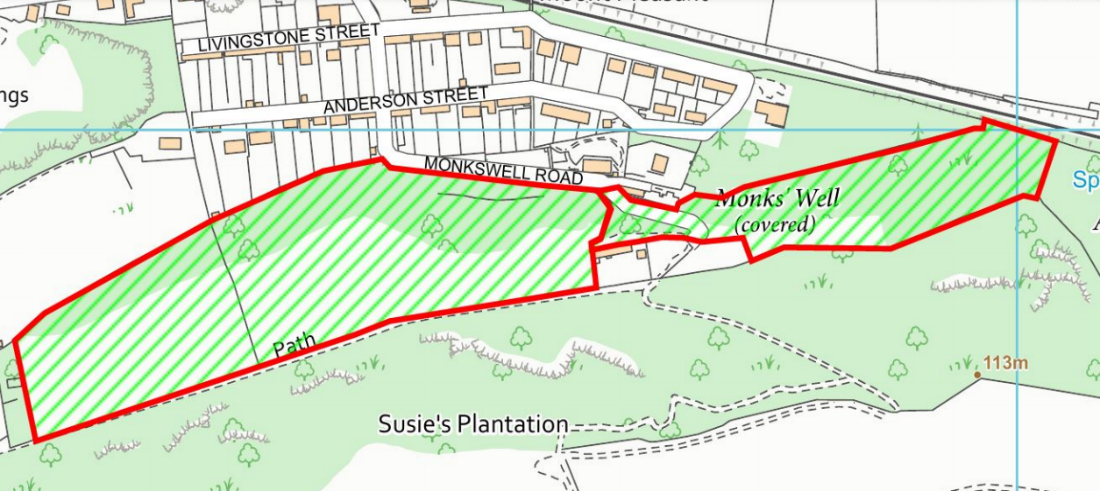 LIVINGSTONE STREET
ngs
ANDERSON STREET
MONKSWELL ROAD
Sp
Monks' Well
(covered)
A
Path
113m
Susie's Plantation